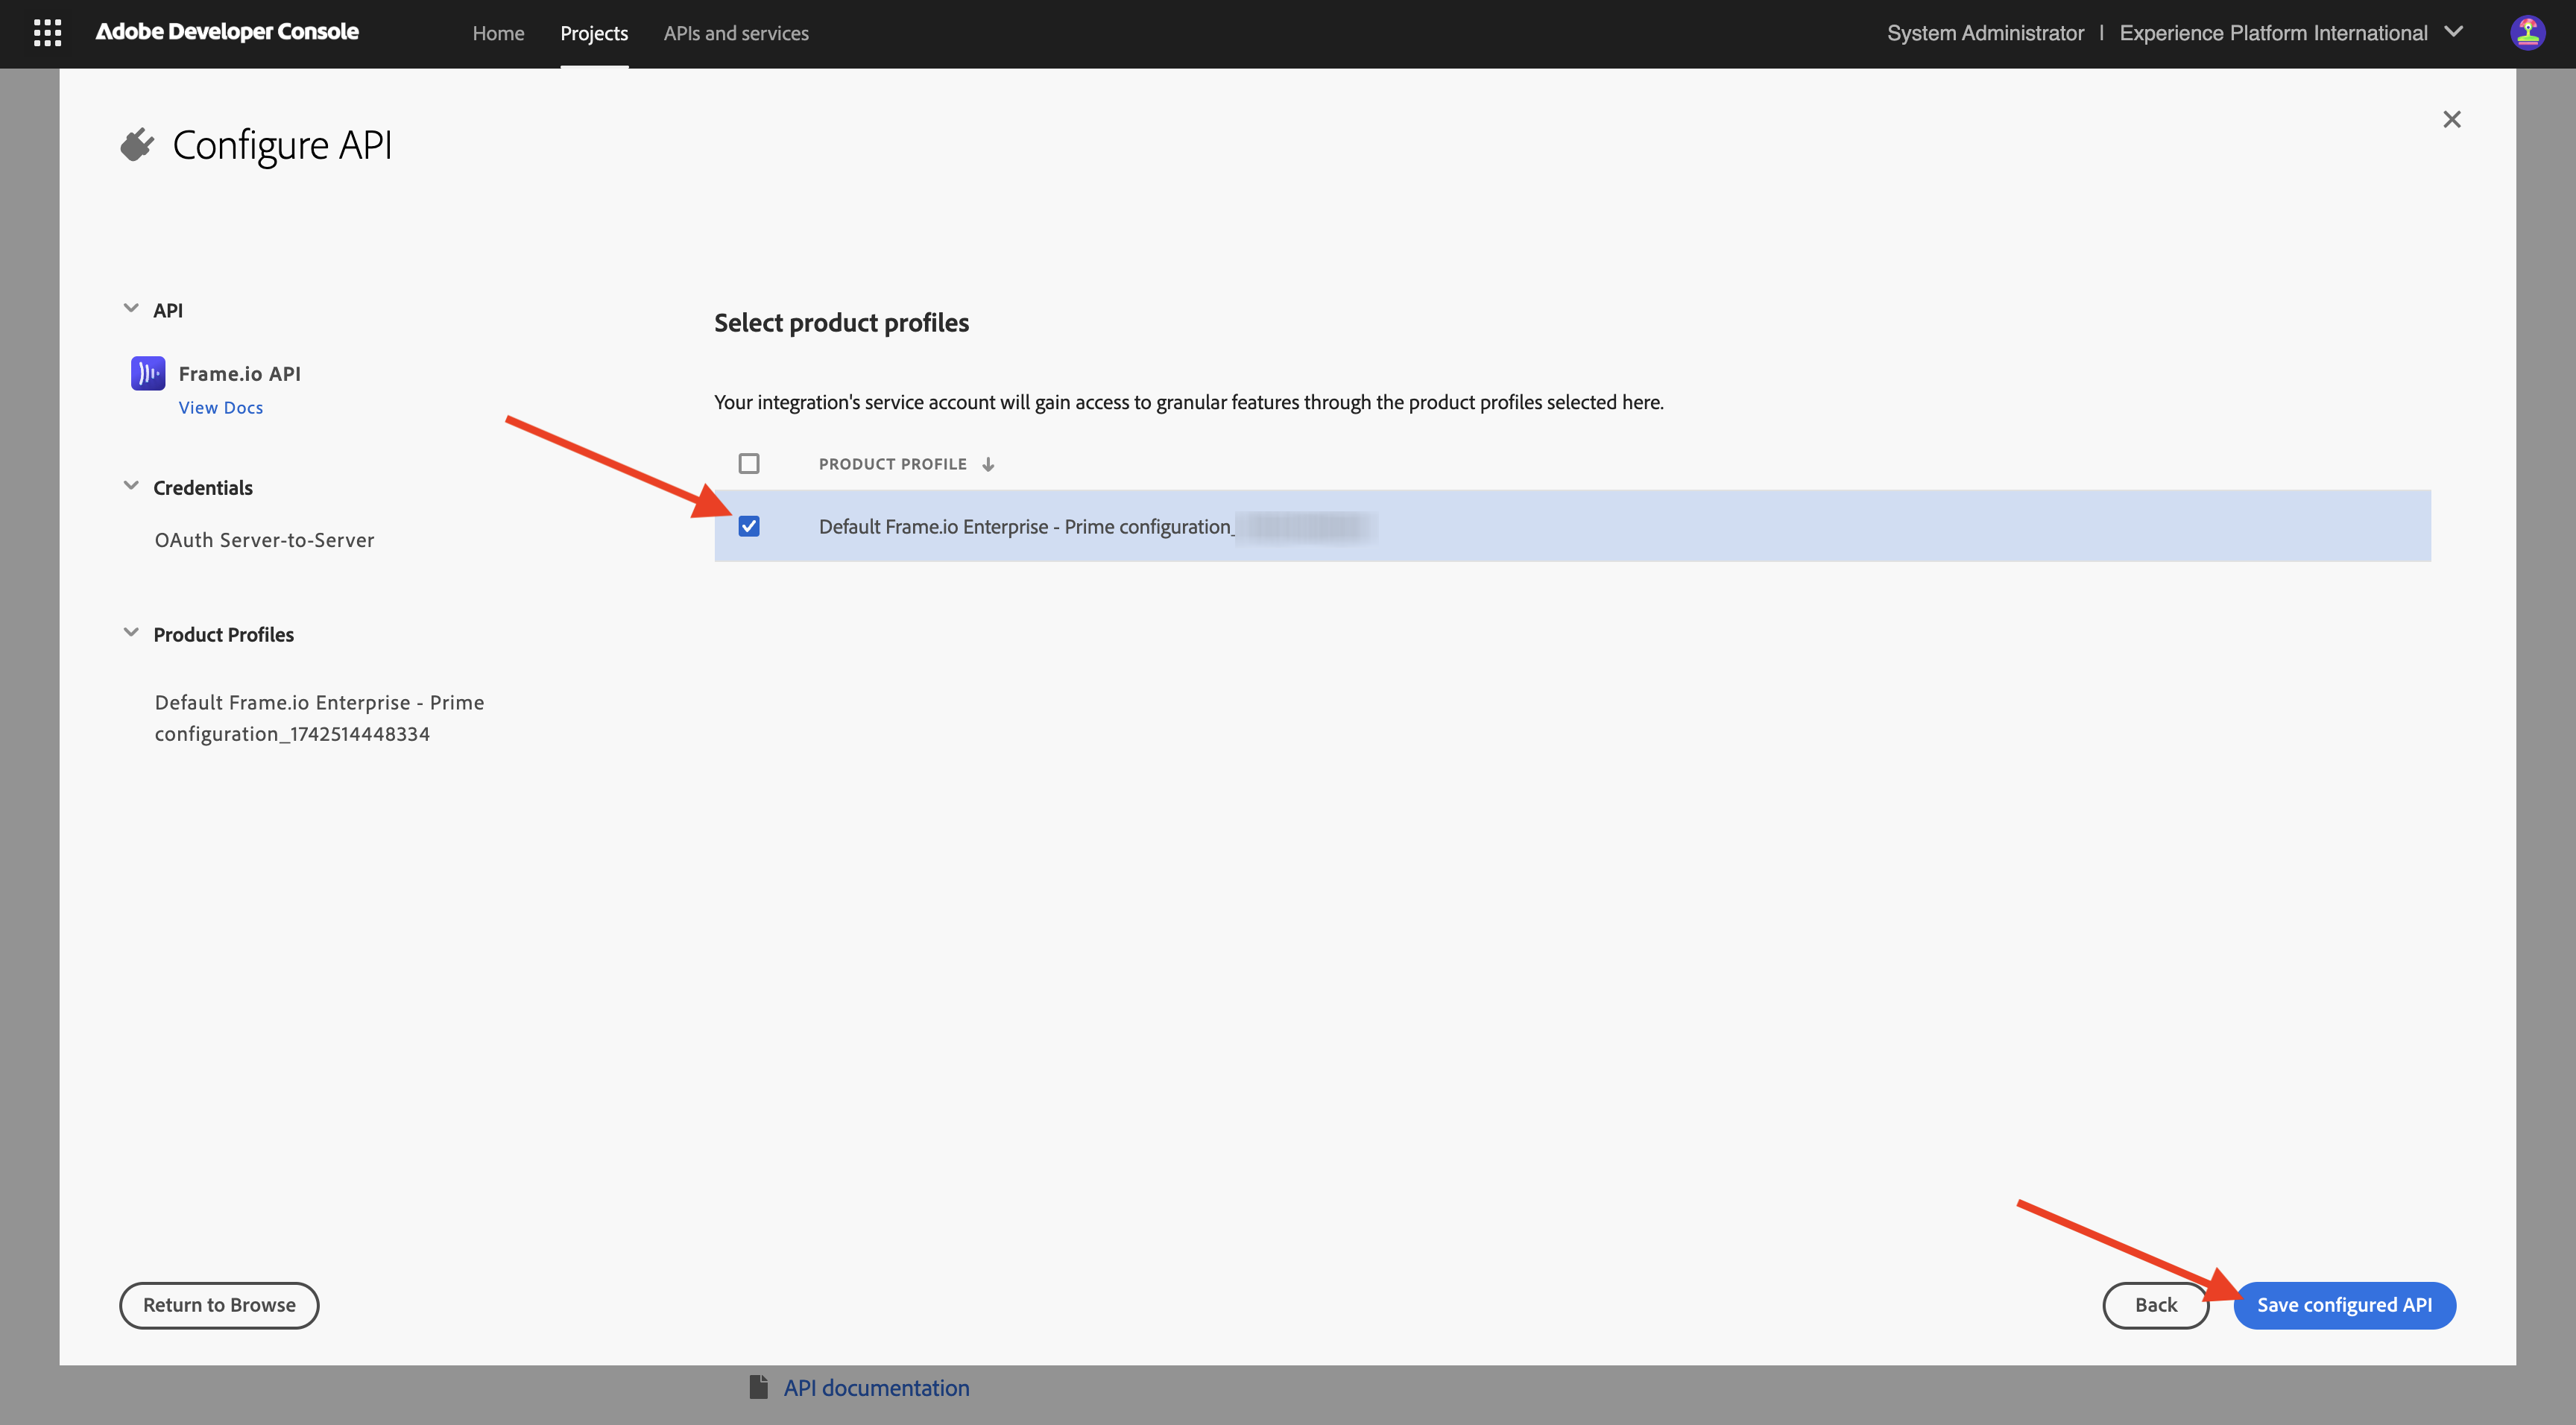 Adobe Developer Console
Home
Projects
APIs and services
System Administrator | Experience Platform International
Configure API
API
Frame.io API
View Docs
Credentials
OAuth Server-to-Server
Product Profiles
Default Frame.io Enterprise - Prime
configuration_1742514448334
Select product profiles
Your integration's service account will gain access to granular features through the product profiles selected here.
PRODUCT PROFILE
Default Frame.io Enterprise - Prime configuration_
Return to Browse
Back
Save configured API
API documentation